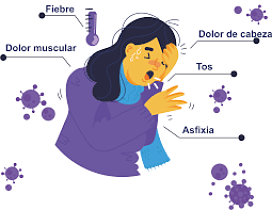 Fiebre
Dolor de cabeza
Dolor muscular
Tos
Asfixia